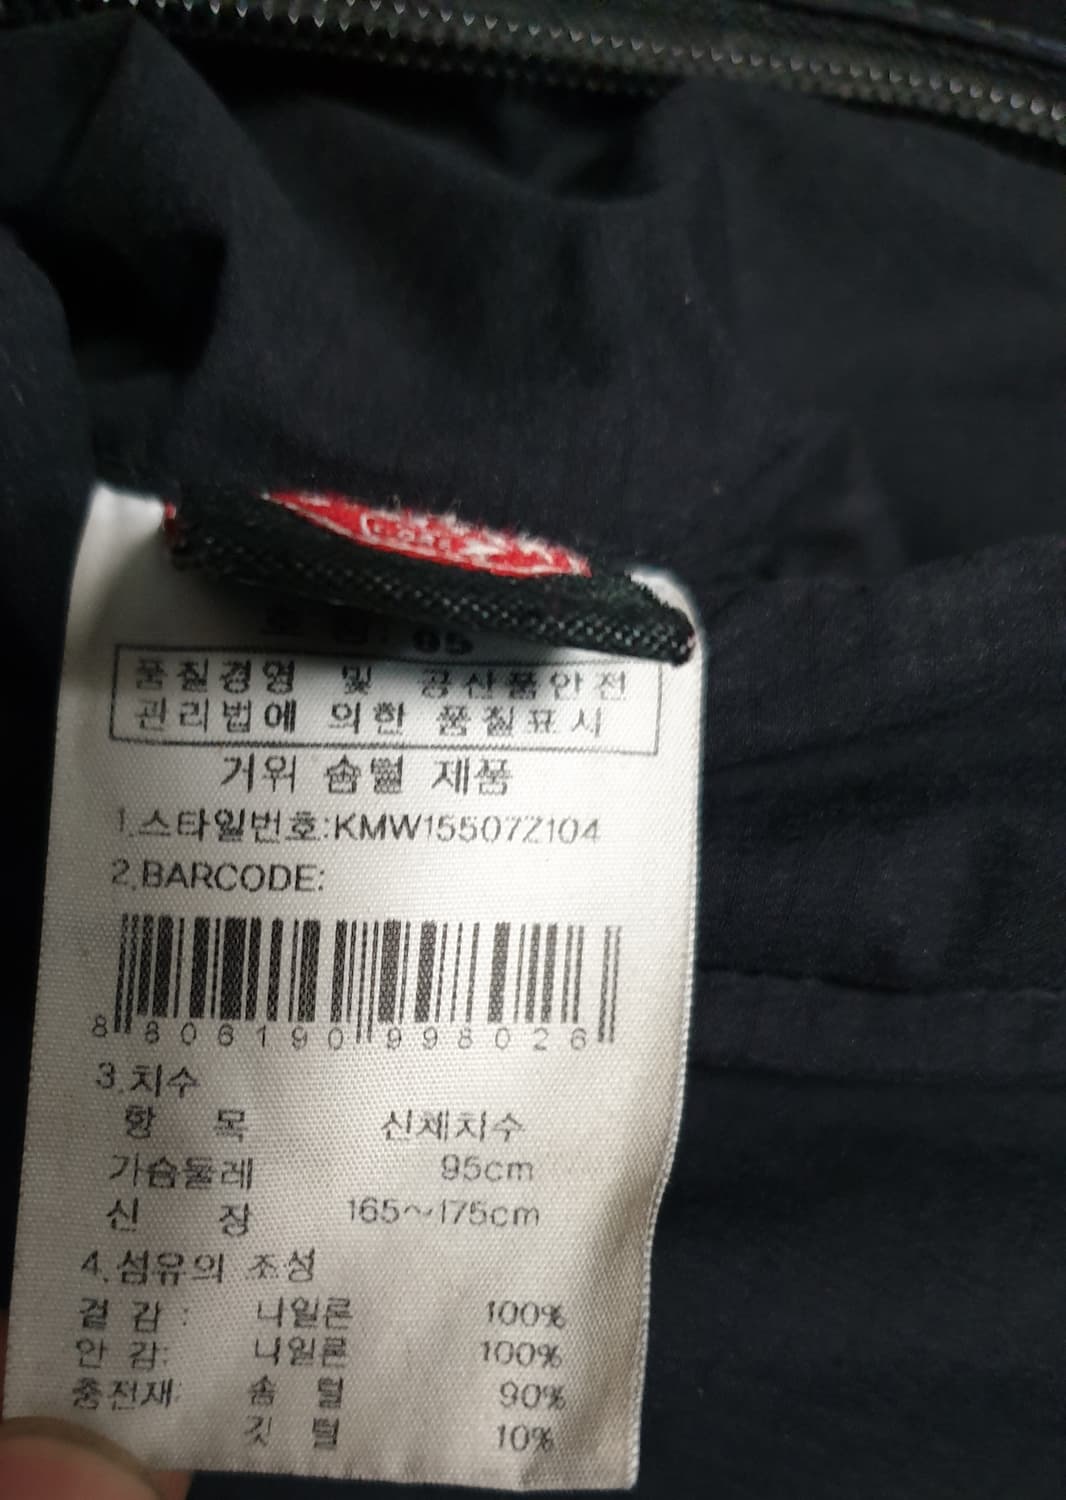 품질경영 및 공산품안전
관리법에 의한 품질표시
거위 솜털 제품
1.스타일번호:KMW15507Z104
2.BARCODE:
8 806190 998026
3.치수
항 목 신체치수
가슴둘레 95cm
신 장 165~175cm
4.섬유의 조성
겉 감 : 나일론 100%
안 감: 나일론 100%
충전재: 솜 털 90%
깃 털 10%